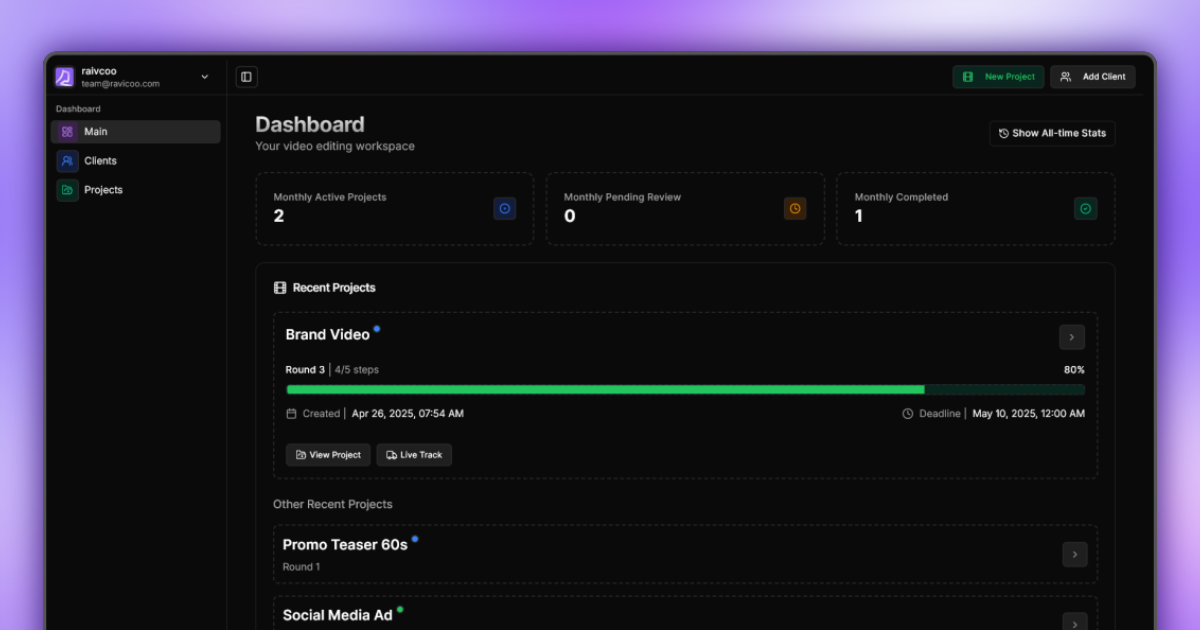 raivcoo
team@ravicoo.com
New Project
Add Client
Dashboard
Main
Clients
Projects
Dashboard
Your video editing workspace
Show All-time Stats
Monthly Active Projects
2
Monthly Pending Review
0
Monthly Completed
1
Recent Projects
Brand Video
Round 3 | 4/5 steps
80%
Created | Apr 26, 2025, 07:54 AM
Deadline | May 10, 2025, 12:00 AM
View Project
Live Track
Other Recent Projects
Promo Teaser 60s
Round 1
Social Media Ad